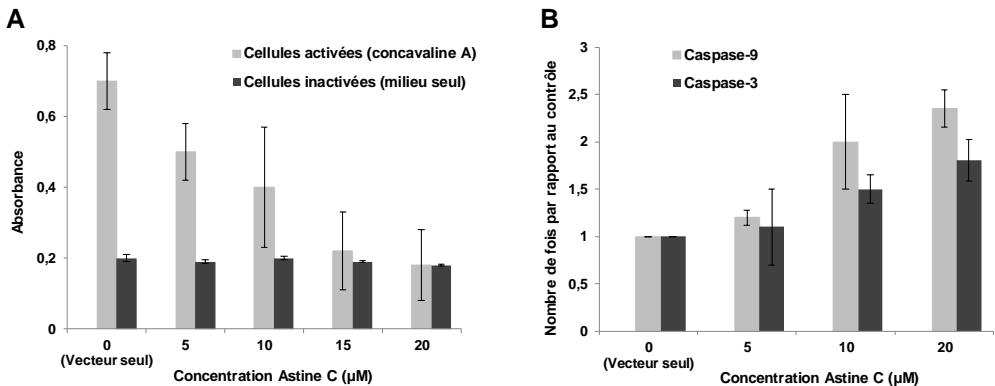 A
Absorbance
0,8
0,6
0,4
0,2
0
Cellules activées (concavaline A)
Cellules inactivées (milieu seul)
0 5 10 15 20
(Vecteur seul)
Concentration Astine C (µM)
B
Nombre de fois par rapport au contrôle
3
2,5
2
1,5
1
0,5
0
Caspase-9
Caspase-3
0 5 10 20
(Vecteur seul)
Concentration Astine C (µM)